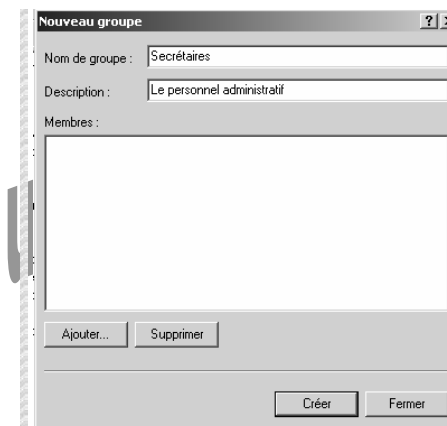 Nouveau groupe
Nom de groupe : Secrétaires
Description : Le personnel administratif
Membres :
Ajouter... Supprimer
Créer Fermer